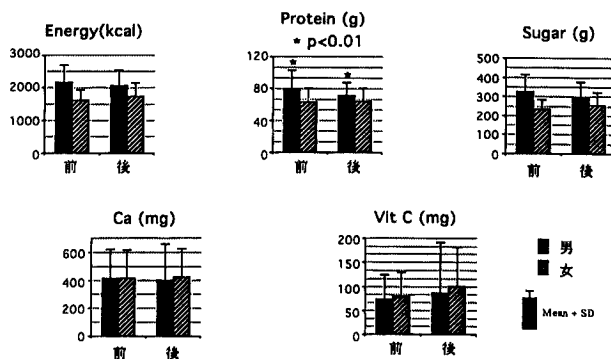 Energy(kcal)
3000
2000
1000
0
前 後
Protein (g)
* p<0.01
120
80
40
0
* *
前 後
Sugar (g)
500
400
300
200
100
0
前 後
Ca (mg)
600
400
200
0
前 後
Vit C (mg)
200
150
100
50
0
前 後
男
女
Mean + SD